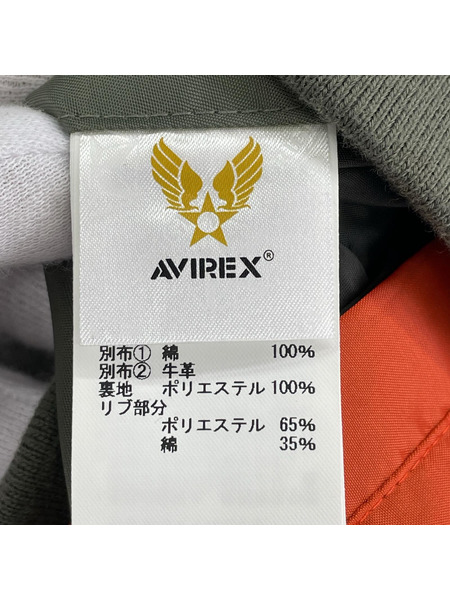 AVIREX®
別布① 綿 100%
別布② 牛革
裏地 ポリエステル 100%
リブ部分
ポリエステル 65%
綿 35%